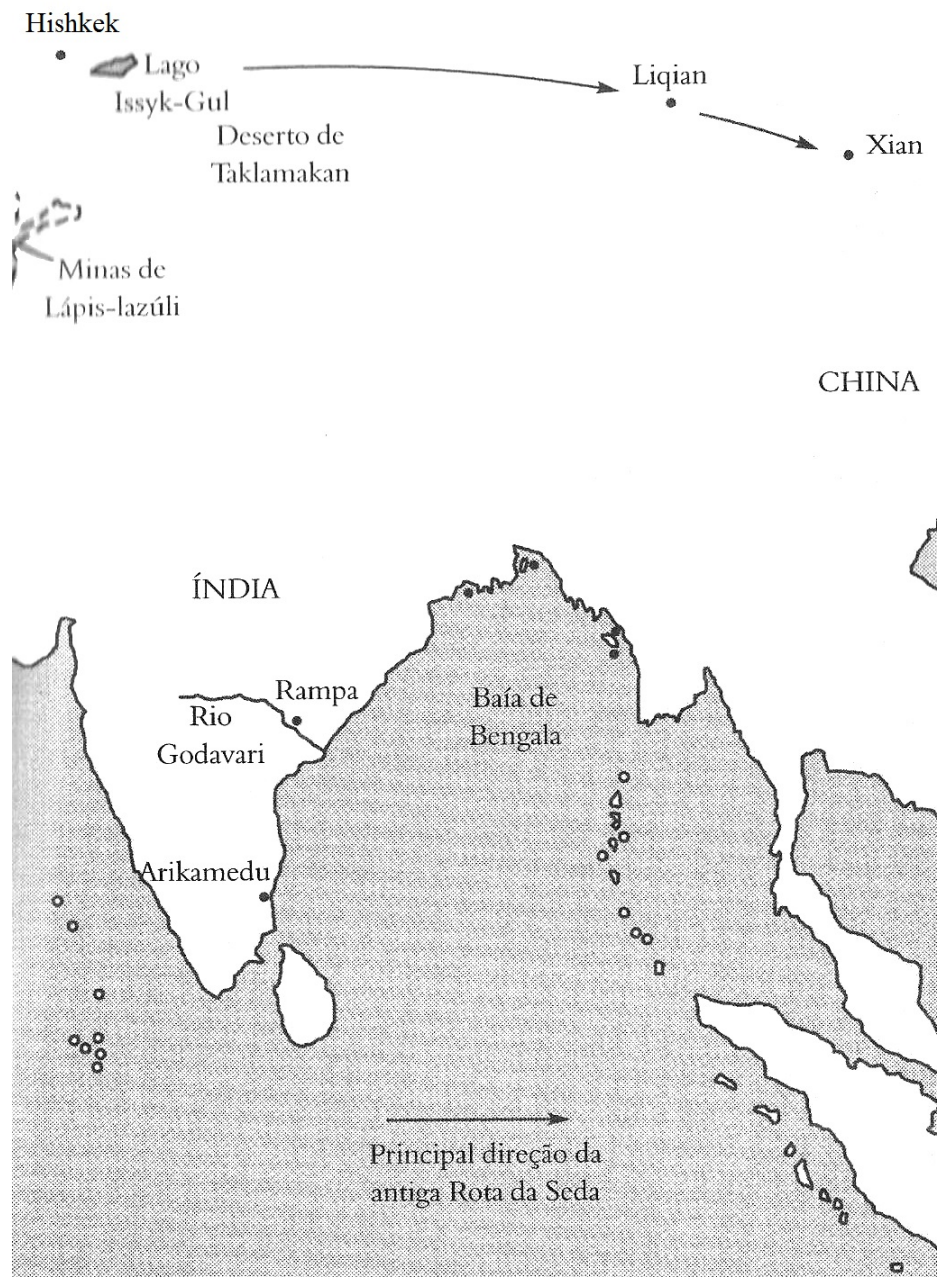 Hishkek
Lago
Issyk-Gul
Liqian
Deserto de
Taklamakan
Xian
Minas de
Lápis-lazúli
CHINA
ÍNDIA
Rampa
Rio
Godavari
Baía de
Bengala
Arikamedu
Principal direção da
antiga Rota da Seda